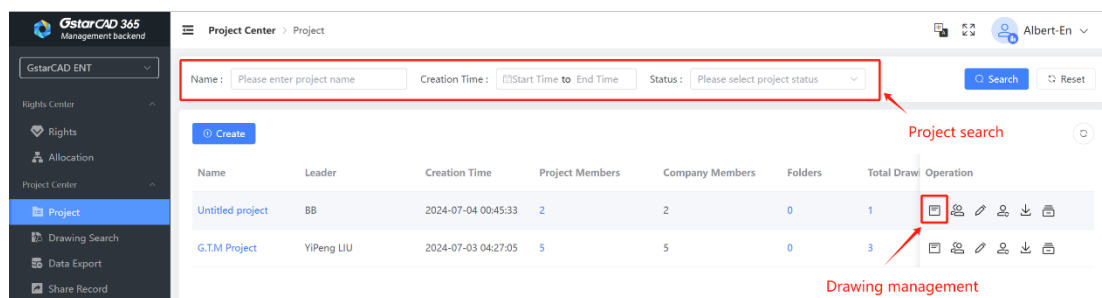 GstarCAD 365
Management backend
Project Center > Project
Albert-En
GstarCAD ENT
Name : Please enter project name Creation Time : Start Time to End Time Status : Please select project status Search Reset
Rights Center
Rights
Allocation
Project Center
Project
Drawing Search
Data Export
Share Record
Project search
Create
Name Leader Creation Time Project Members Company Members Folders Total Draw Operation
Untitled project BB 2024-07-04 00:45:33 2 2 0 1
G.T.M Project YiPeng LIU 2024-07-03 04:27:05 5 5 0 3
Drawing management